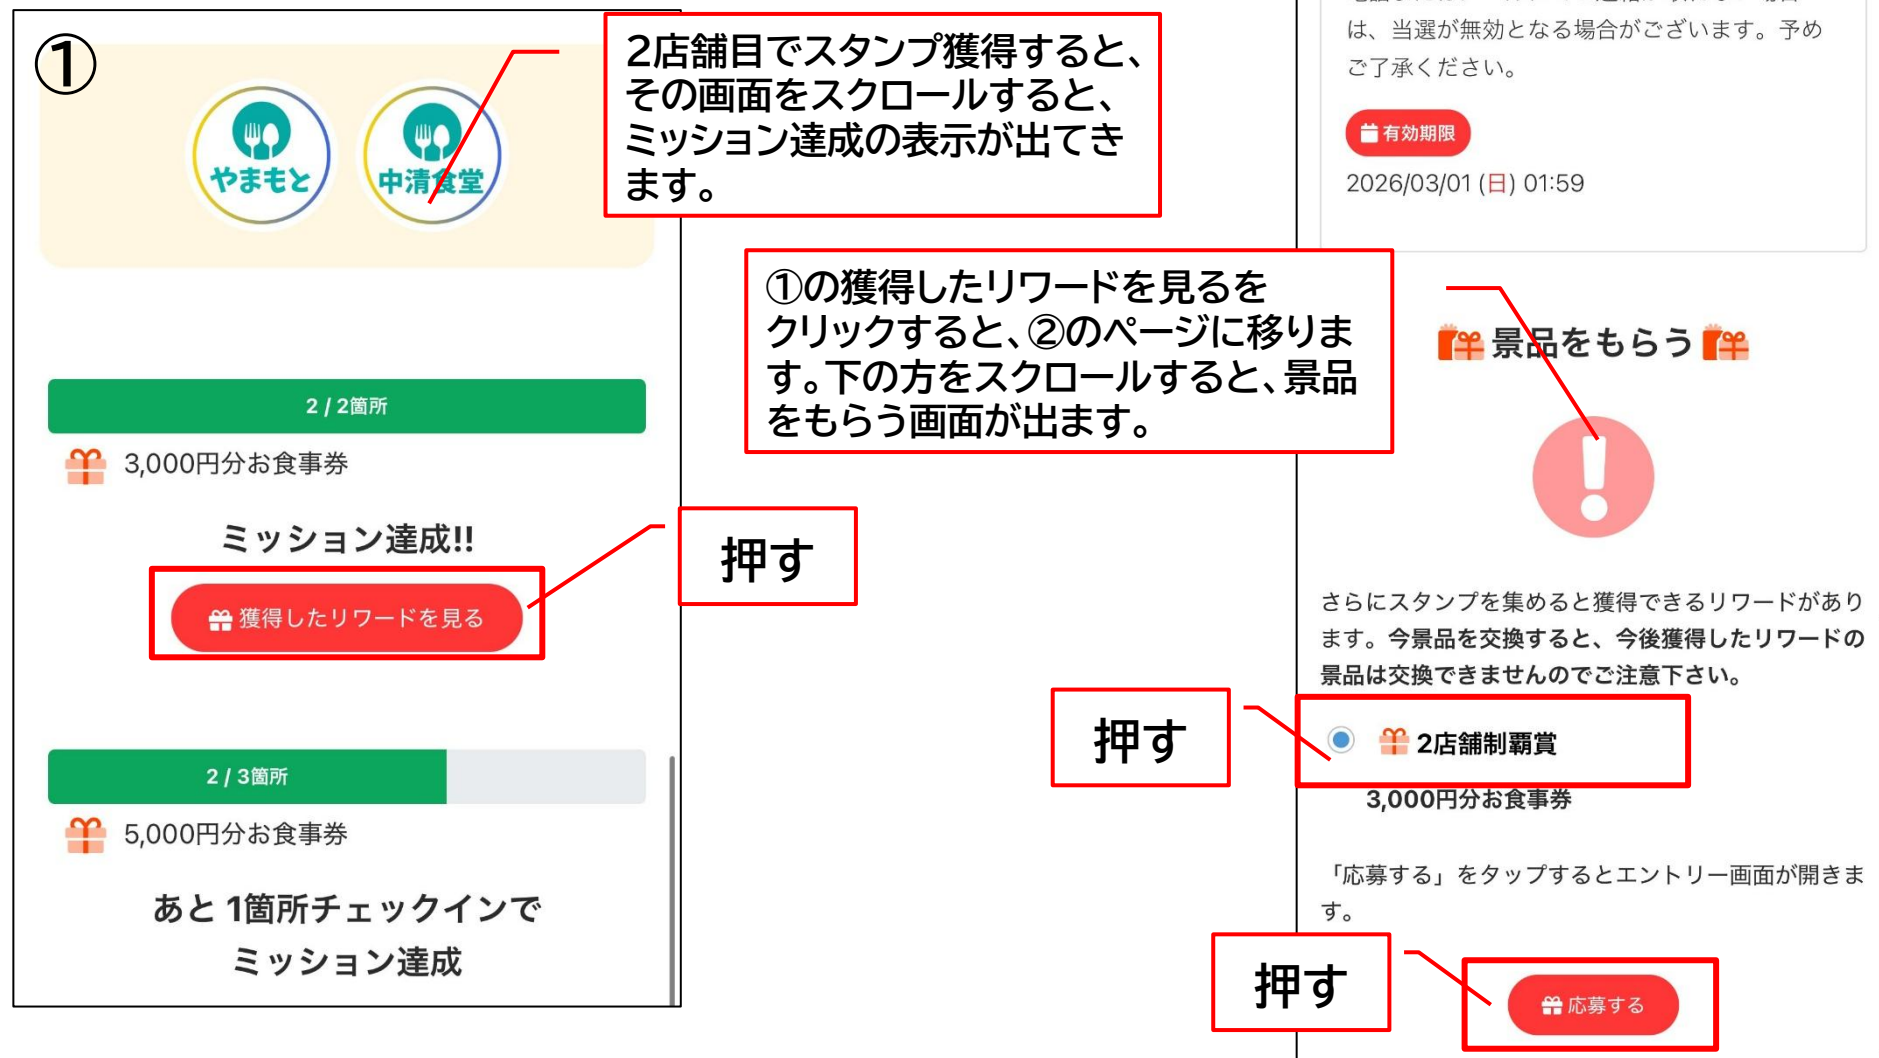 ①
やまもと
中清食堂
2店舗目でスタンプ獲得すると、
その画面をスクロールすると、
ミッション達成の表示が出てき
ます。
2 / 2箇所
3,000円分お食事券
ミッション達成!!
獲得したリワードを見る
押す
2 / 3箇所
5,000円分お食事券
あと 1箇所チェックインで
ミッション達成
①の獲得したリワードを見るを
クリックすると、②のページに移りま
す。下の方をスクロールすると、景品
をもらう画面が出ます。
は、当選が無効となる場合がございます。予め
ご了承ください。
有効期限
2026/03/01 (日) 01:59
景品をもらう
さらにスタンプを集めると獲得できるリワードがあり
ます。今景品を交換すると、今後獲得したリワードの
景品は交換できませんのでご注意下さい。
押す
2店舗制覇賞
3,000円分お食事券
「応募する」をタップするとエントリー画面が開きま
す。
押す
応募する